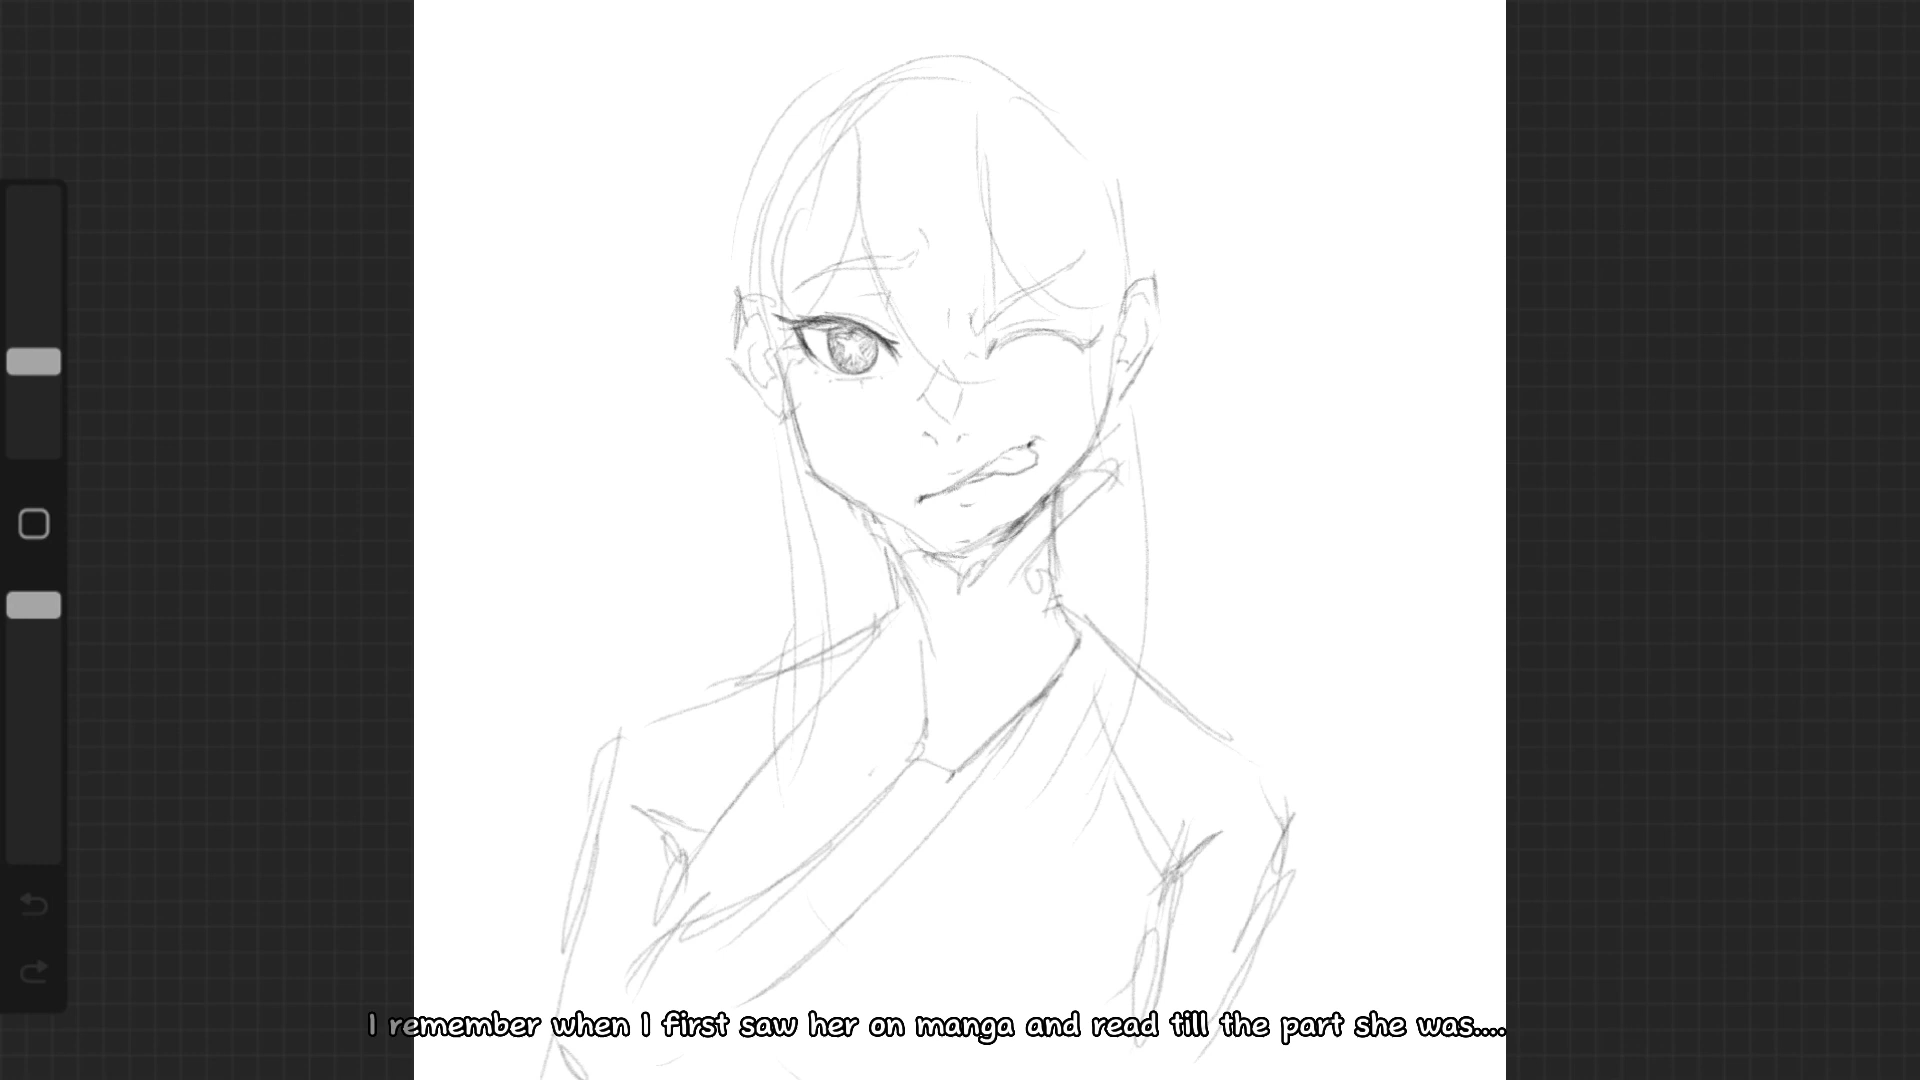 I remember when I first saw her on manga and read till the part she was....